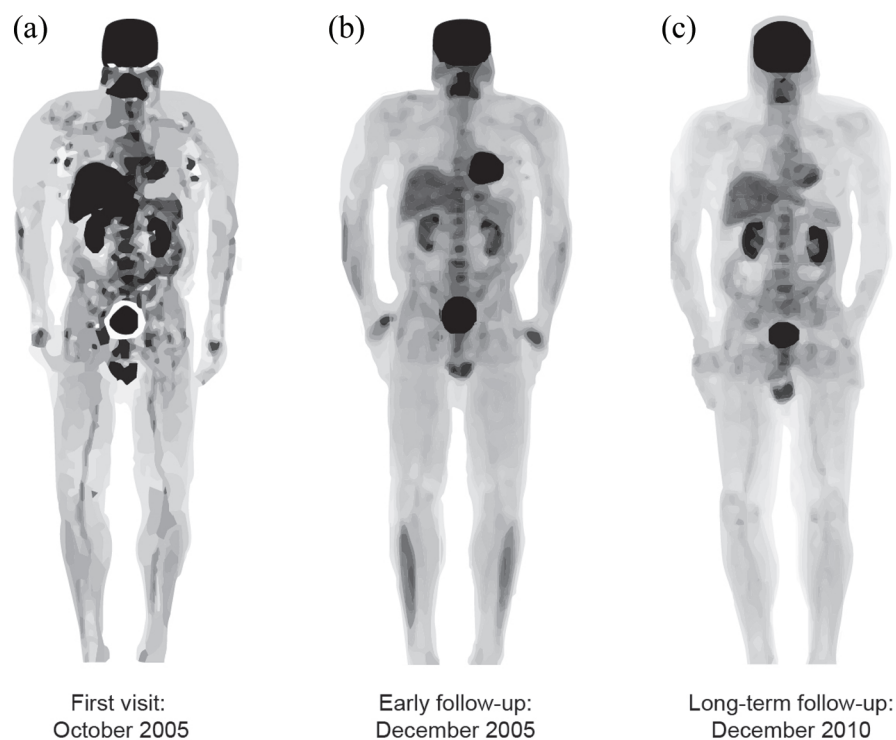 (a)
(b)
(c)
First visit:
October 2005
Early follow-up:
December 2005
Long-term follow-up:
December 2010